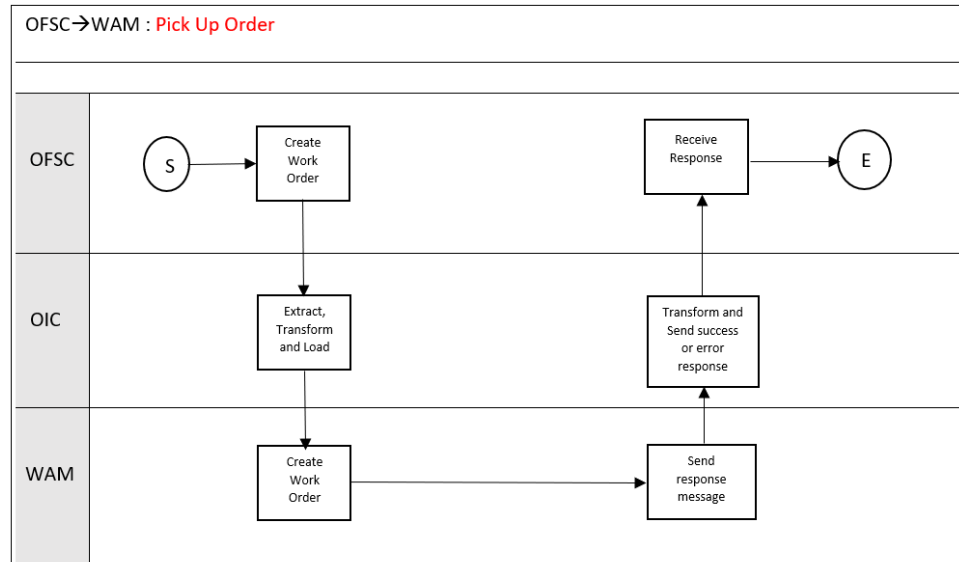 OFSC→WAM : Pick Up Order
OFSC
S
Create
Work
Order
Receive
Response
E
OIC
Extract,
Transform
and Load
Transform and
Send success
or error
response
WAM
Create
Work
Order
Send
response
message